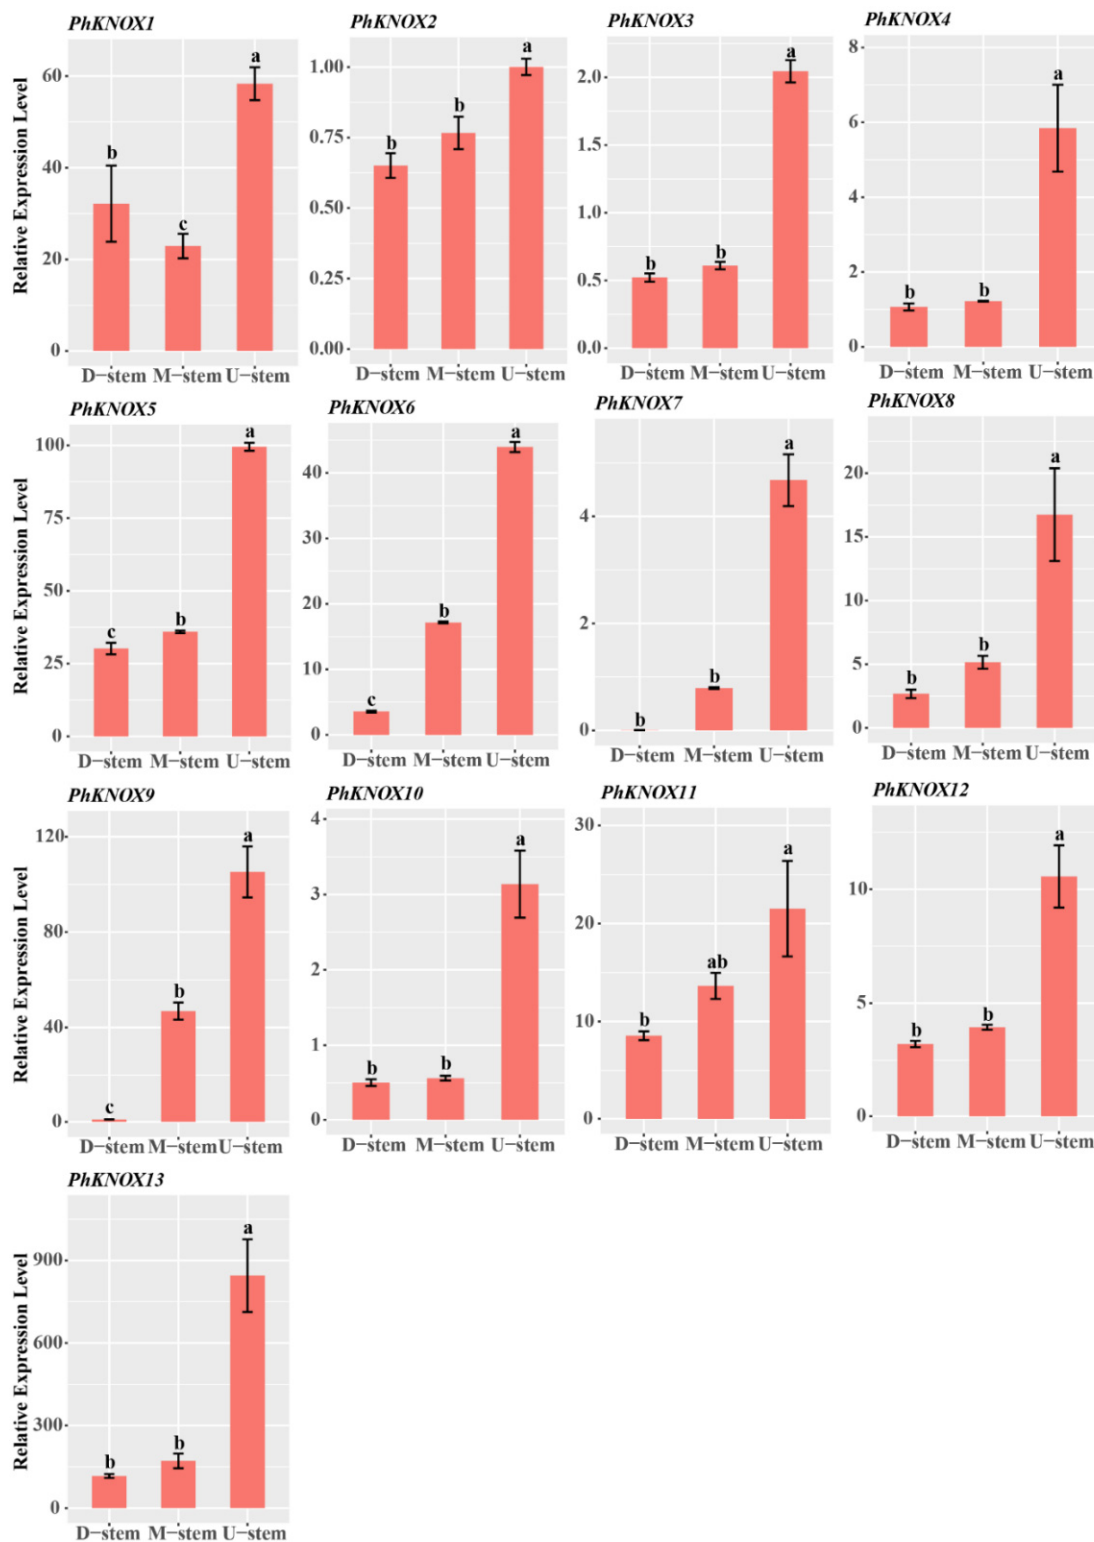 PhKNOX1
Relative Expression Level
60
40
20
0
b
c
a
D-stem M-stem U-stem
PhKNOX2
1.00
0.75
0.50
0.25
0.00
b
b
a
D-stem M-stem U-stem
PhKNOX3
2.0
1.5
1.0
0.5
0.0
b
b
a
D-stem M-stem U-stem
PhKNOX4
8
6
4
2
0
b
b
a
D-stem M-stem U-stem
PhKNOX5
Relative Expression Level
100
75
50
25
0
c
b
a
D-stem M-stem U-stem
PhKNOX6
40
30
20
10
0
c
b
a
D-stem M-stem U-stem
PhKNOX7
4
2
0
b
b
a
D-stem M-stem U-stem
PhKNOX8
20
15
10
5
0
b
b
a
D-stem M-stem U-stem
PhKNOX9
Relative Expression Level
120
80
40
0
c
b
a
D-stem M-stem U-stem
PhKNOX10
4
3
2
1
0
b
b
a
D-stem M-stem U-stem
PhKNOX11
30
20
10
0
b
ab
a
D-stem M-stem U-stem
PhKNOX12
10
5
0
b
b
a
D-stem M-stem U-stem
PhKNOX13
Relative Expression Level
900
600
300
0
b
b
a
D-stem M-stem U-stem